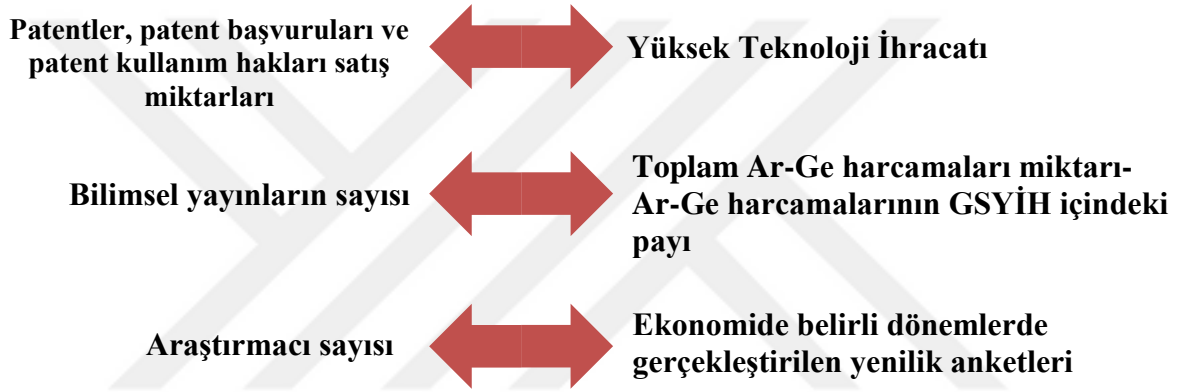 Patentler, patent başvuruları ve
patent kullanım hakları satış
miktarları
Yüksek Teknoloji İhracatı
Bilimsel yayınların sayısı
Toplam Ar-Ge harcamaları miktarı-
Ar-Ge harcamalarının GSYİH içindeki
payı
Araştırmacı sayısı
Ekonomide belirli dönemlerde
gerçekleştirilen yenilik anketleri